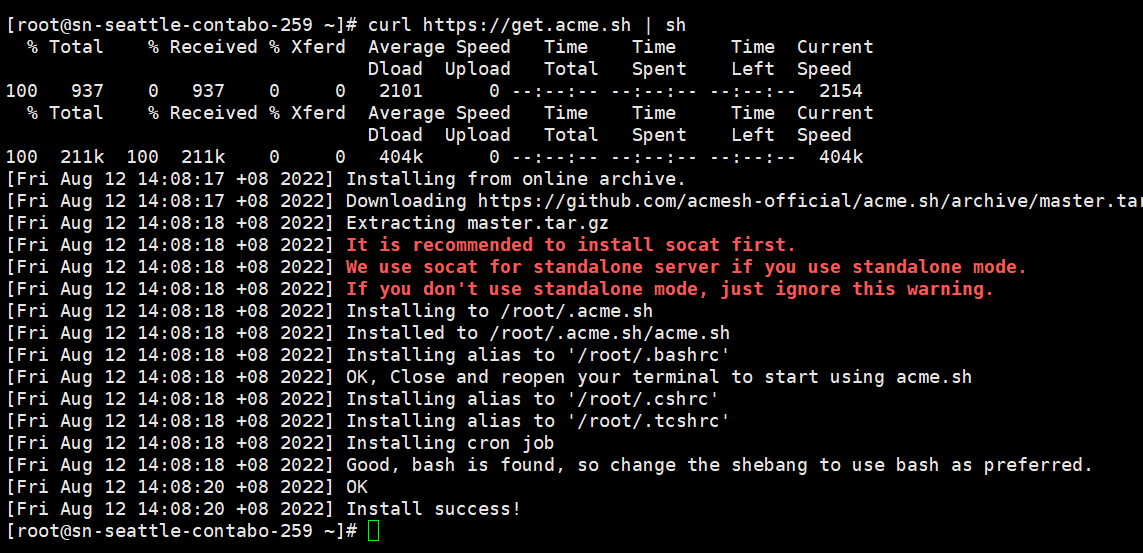 [root@sn-seattle-contabo-259 ~]# curl https://get.acme.sh | sh
  % Total    % Received % Xferd  Average Speed   Time    Time     Time  Current
                                 Dload  Upload   Total   Spent    Left  Speed
100   937    0   937    0     0   2101      0 --:--:-- --:--:-- --:--:--  2154
  % Total    % Received % Xferd  Average Speed   Time    Time     Time  Current
                                 Dload  Upload   Total   Spent    Left  Speed
100  211k  100  211k    0     0   404k      0 --:--:-- --:--:-- --:--:--  404k
[Fri Aug 12 14:08:17 +08 2022] Installing from online archive.
[Fri Aug 12 14:08:17 +08 2022] Downloading https://github.com/acmesh-official/acme.sh/archive/master.tar
[Fri Aug 12 14:08:18 +08 2022] Extracting master.tar.gz
[Fri Aug 12 14:08:18 +08 2022] It is recommended to install socat first.
[Fri Aug 12 14:08:18 +08 2022] We use socat for standalone server if you use standalone mode.
[Fri Aug 12 14:08:18 +08 2022] If you don't use standalone mode, just ignore this warning.
[Fri Aug 12 14:08:18 +08 2022] Installing to /root/.acme.sh
[Fri Aug 12 14:08:18 +08 2022] Installed to /root/.acme.sh/acme.sh
[Fri Aug 12 14:08:18 +08 2022] Installing alias to '/root/.bashrc'
[Fri Aug 12 14:08:18 +08 2022] OK, Close and reopen your terminal to start using acme.sh
[Fri Aug 12 14:08:18 +08 2022] Installing alias to '/root/.cshrc'
[Fri Aug 12 14:08:18 +08 2022] Installing alias to '/root/.tcshrc'
[Fri Aug 12 14:08:18 +08 2022] Installing cron job
[Fri Aug 12 14:08:18 +08 2022] Good, bash is found, so change the shebang to use bash as preferred.
[Fri Aug 12 14:08:20 +08 2022] OK
[Fri Aug 12 14:08:20 +08 2022] Install success!
[root@sn-seattle-contabo-259 ~]#